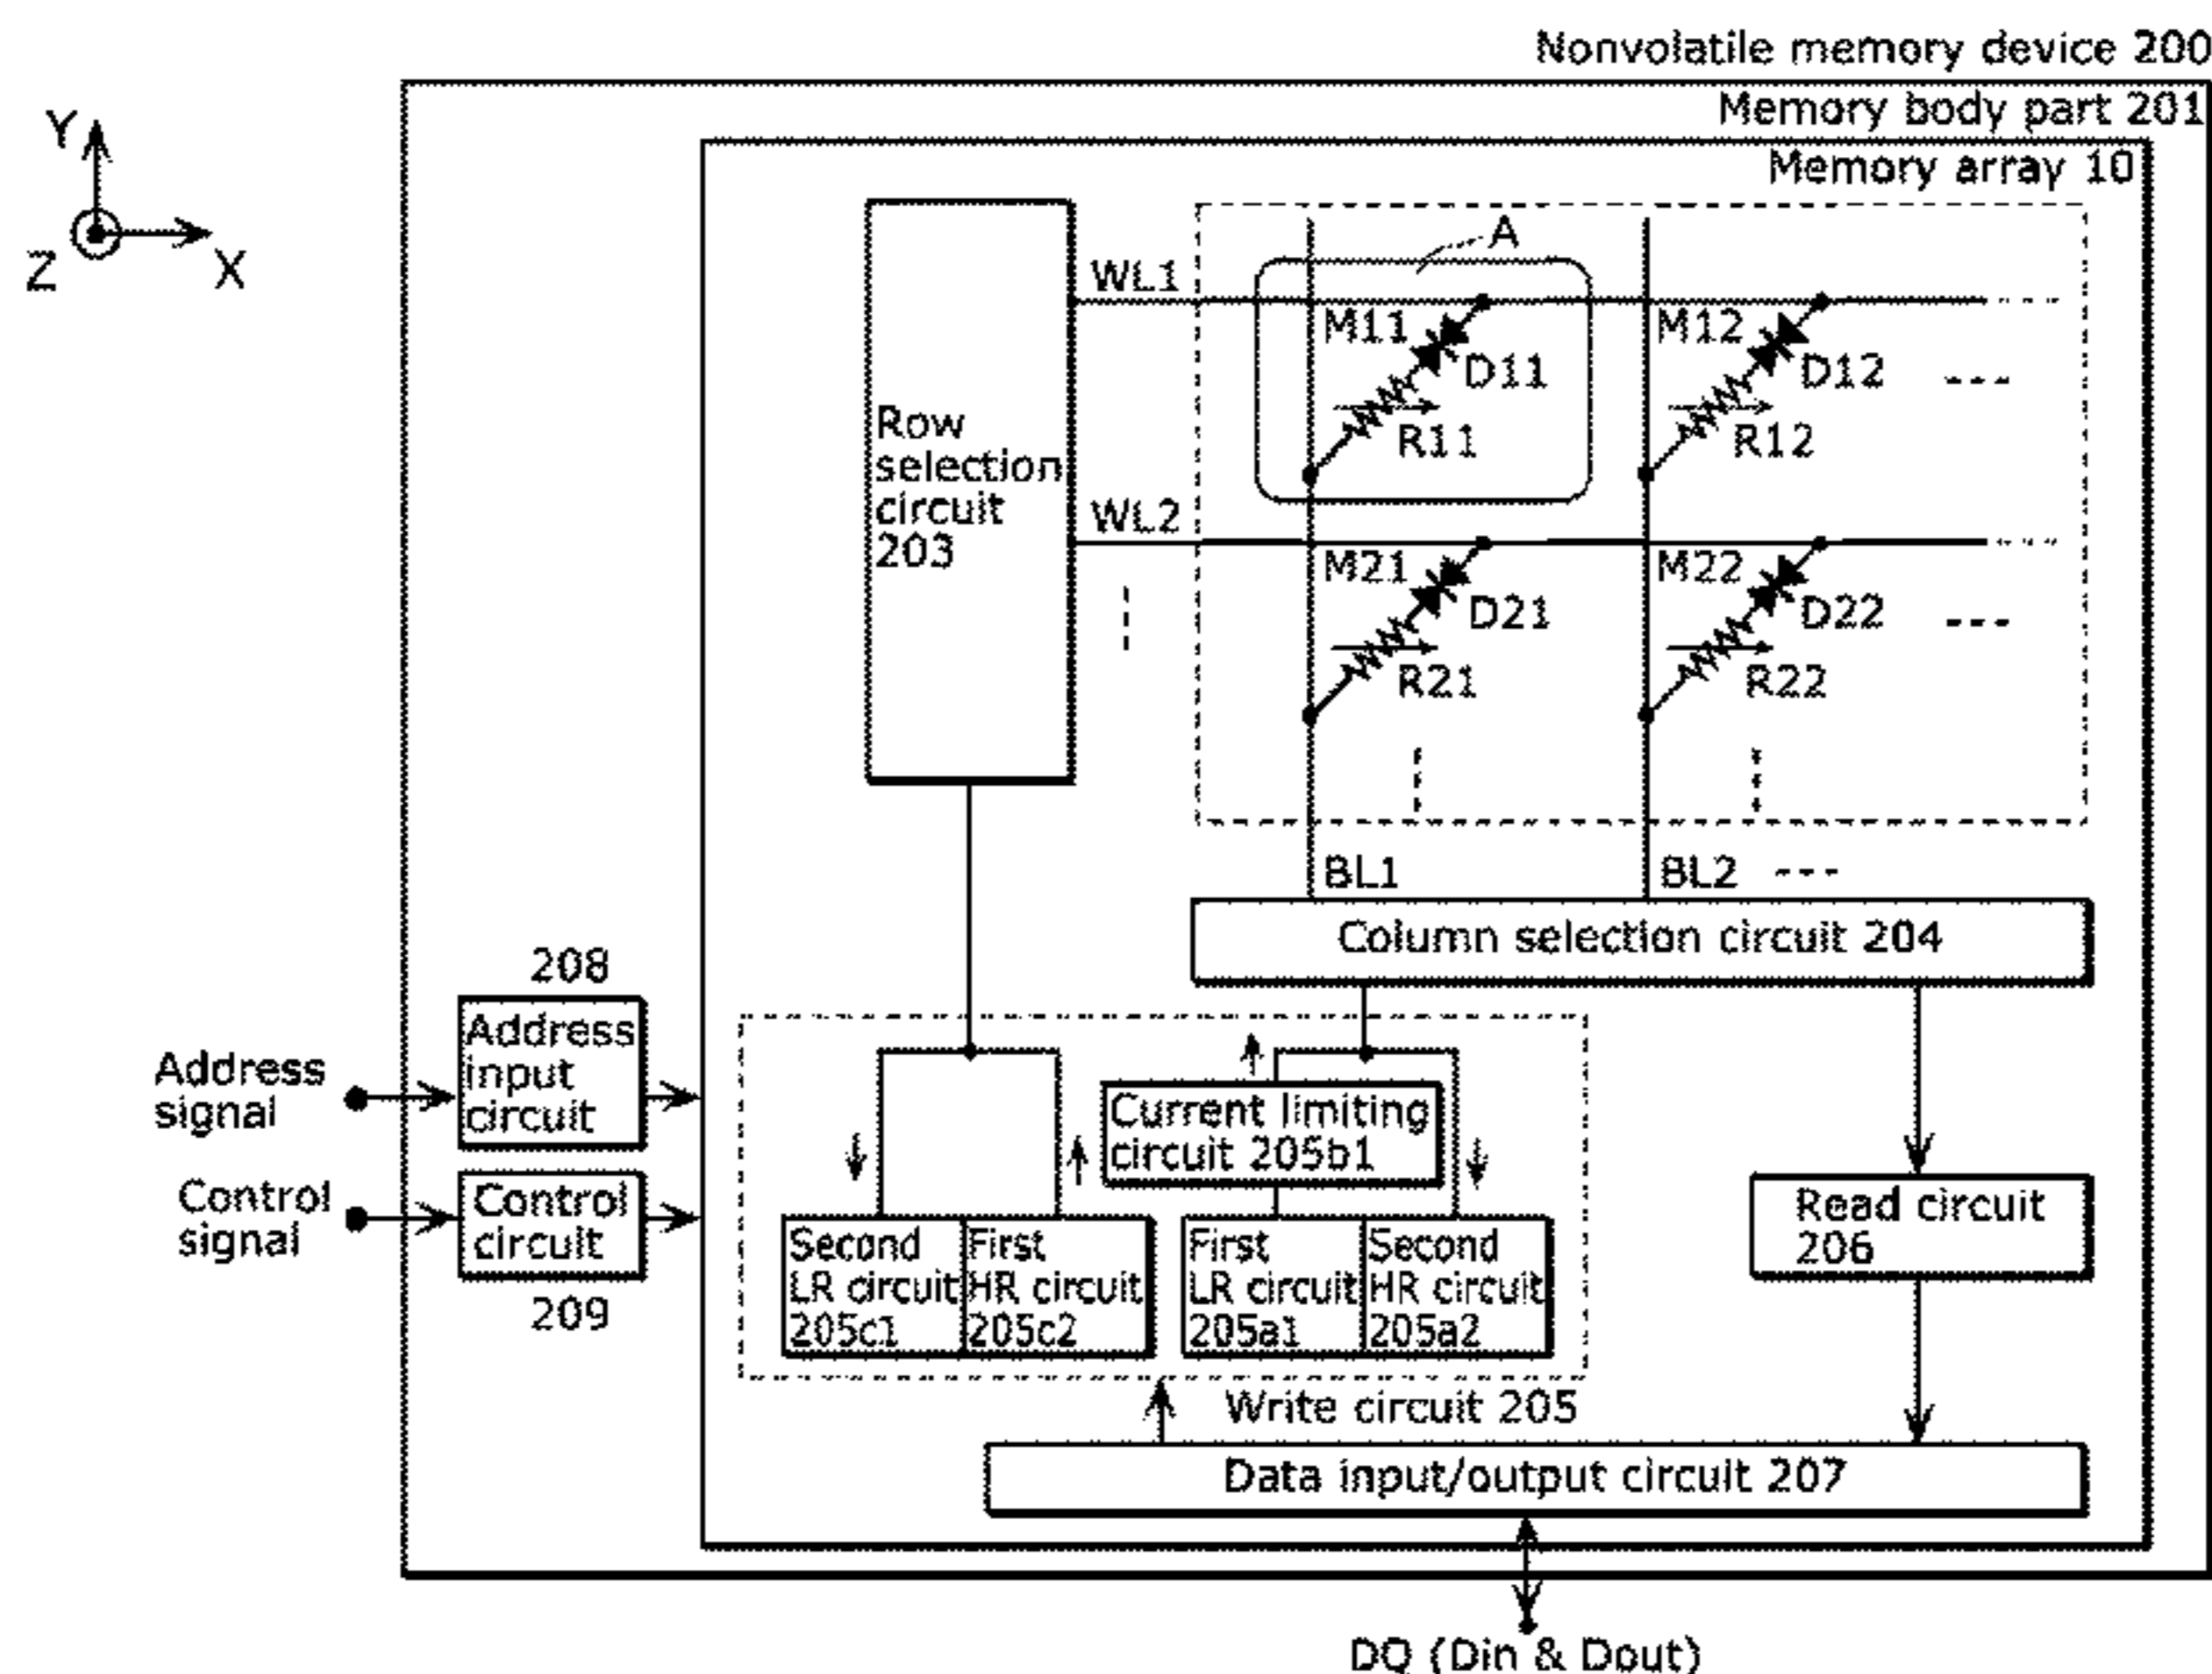 Nonvolatile memory device 200
Memory body part 201
Memory array 10
Y
Z
X
A
WL1
M11
D11
R11
M12
D12
R12
Row
selection
circuit
203
WL2
M21
D21
R21
M22
D22
R22
BL1
BL2
Column selection circuit 204
208
Address
input
circuit
Address
signal
Control
signal
Control
circuit
209
Current limiting
circuit 205b1
Second
LR circuit
205c1
First
HR circuit
205c2
First
LR circuit
205a1
Second
HR circuit
205a2
Read circuit
206
Write circuit 205
Data input/output circuit 207
DQ (Din & Dout)